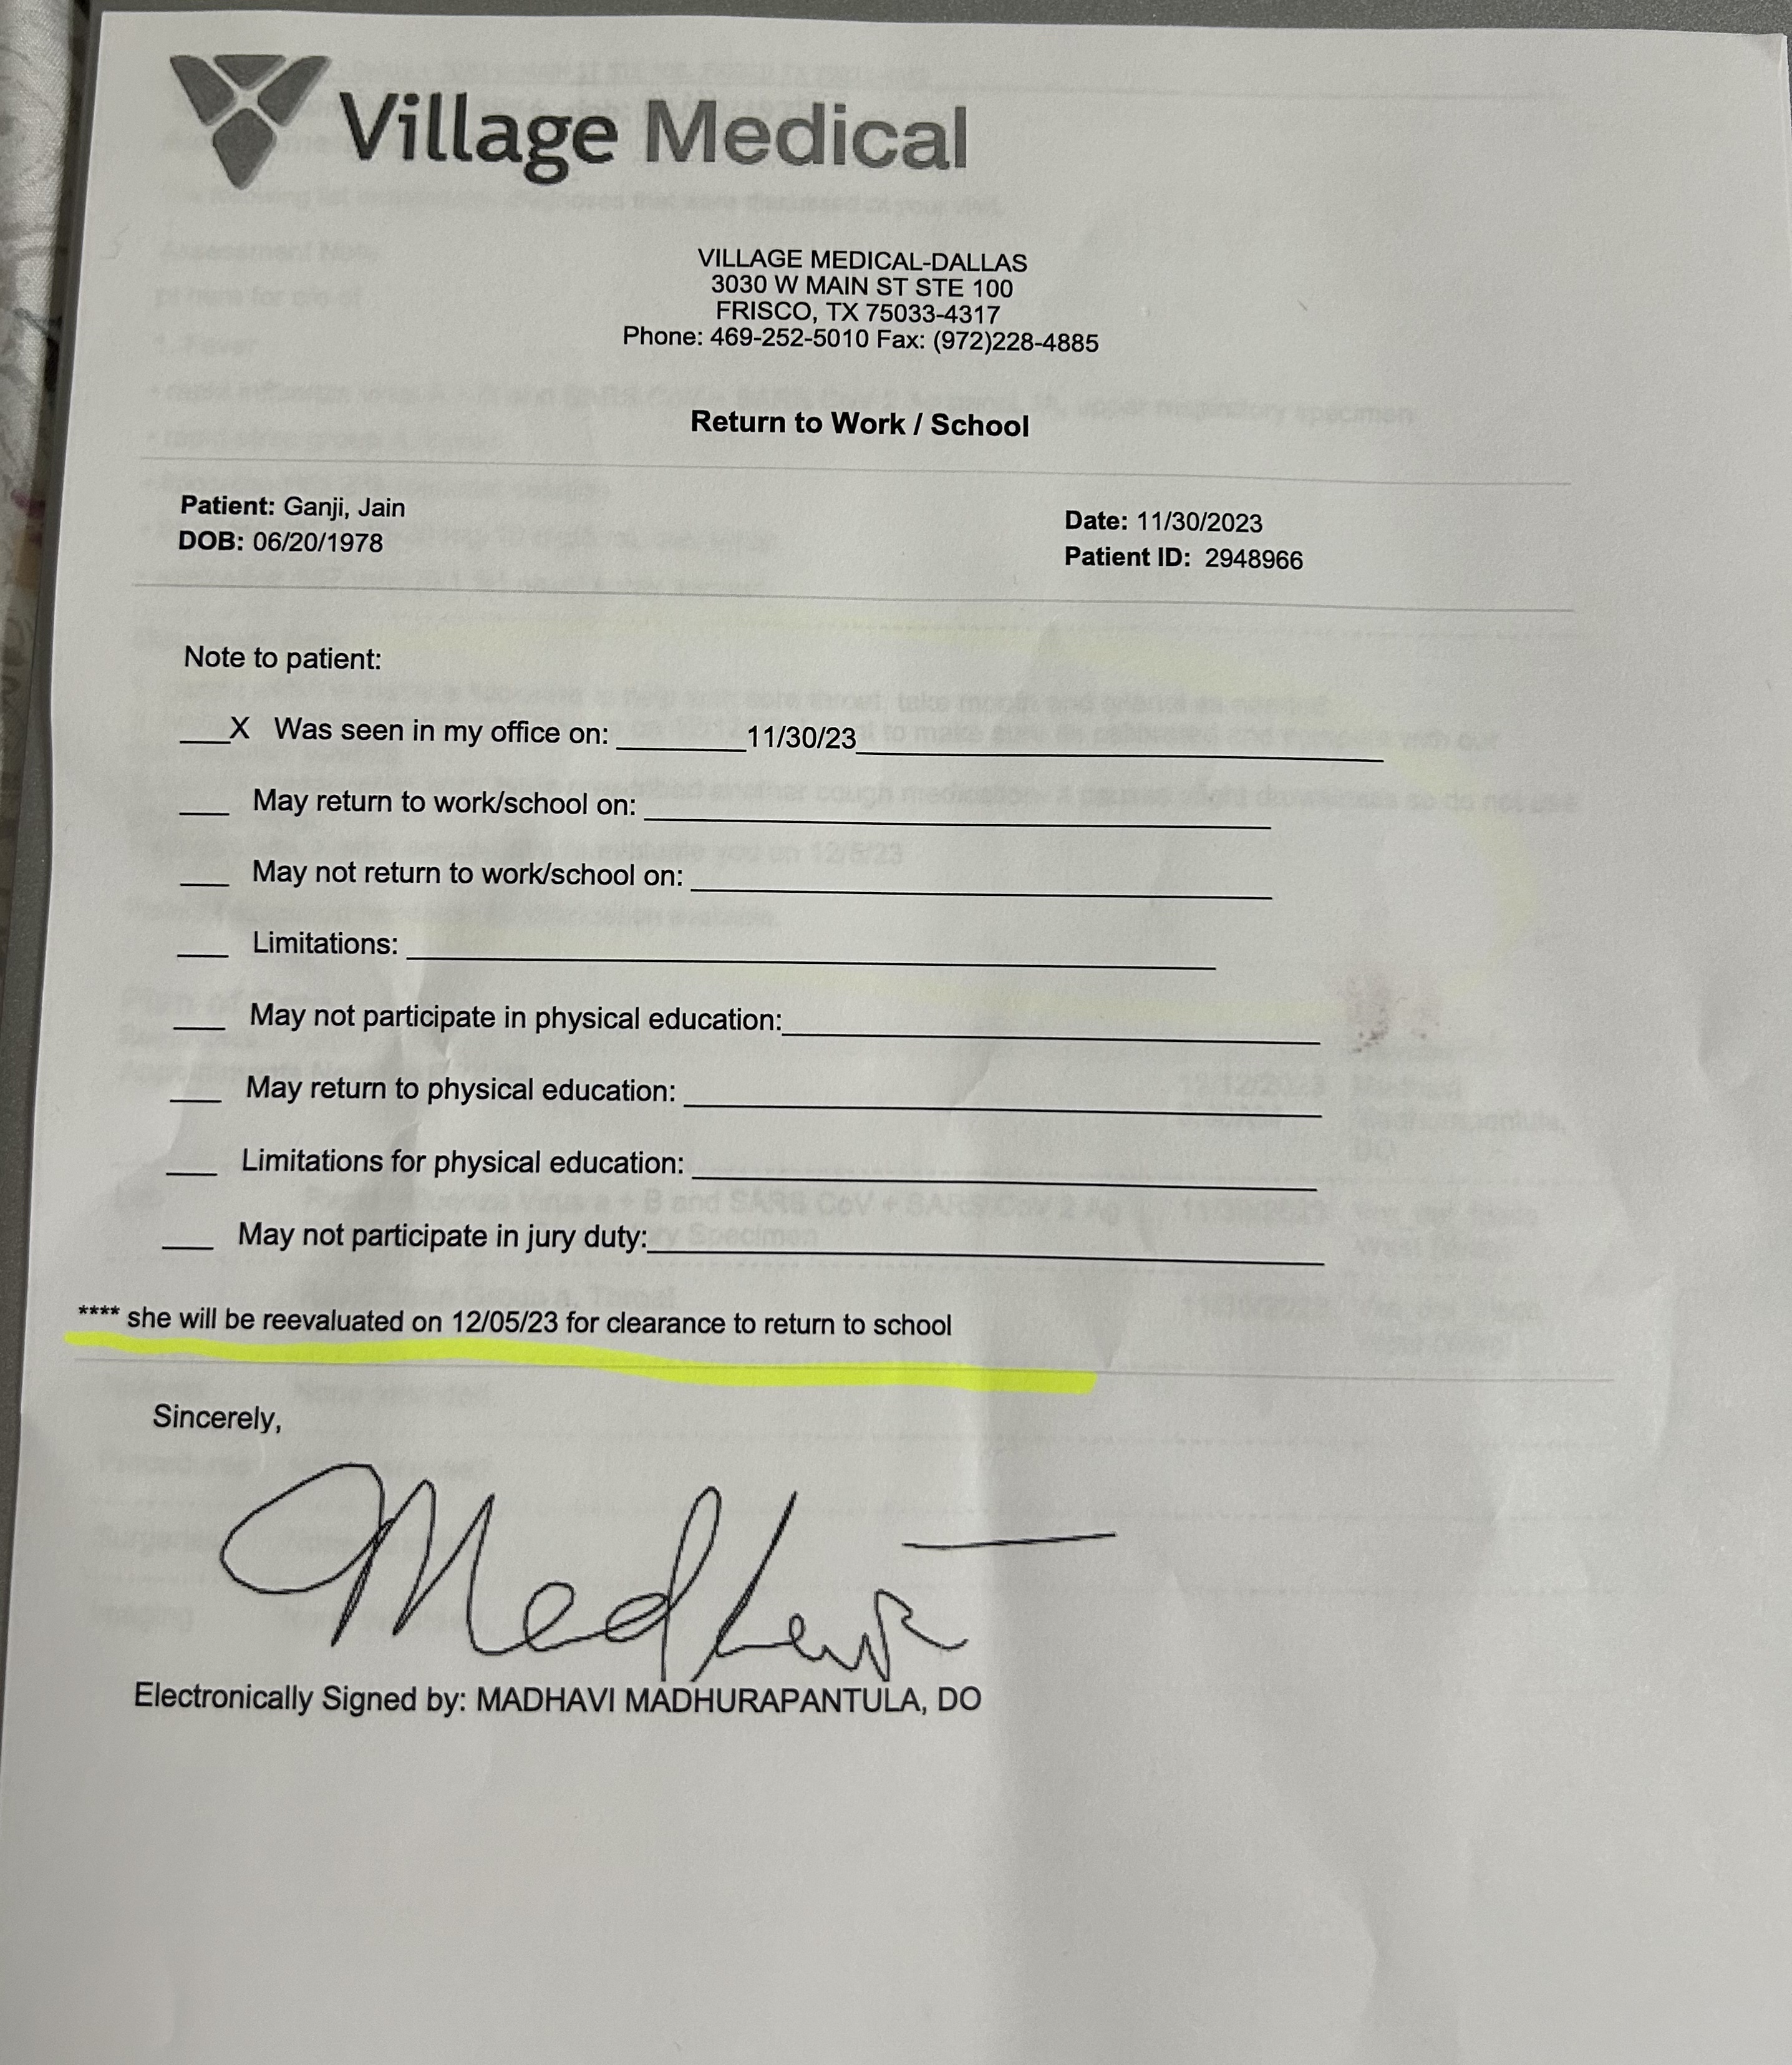 Village Medical
VILLAGE MEDICAL-DALLAS
3030 W MAIN ST STE 100
FRISCO, TX 75033-4317
Phone: 469-252-5010 Fax: (972)228-4885
Return to Work / School
Patient: Ganji, Jain
DOB: 06/20/1978
Date: 11/30/2023
Patient ID: 2948966
Note to patient:
___X Was seen in my office on: ________11/30/23________
___ May return to work/school on: ________
___ May not return to work/school on: ________
___ Limitations: ________
___ May not participate in physical education: ________
___ May return to physical education: ________
___ Limitations for physical education: ________
___ May not participate in jury duty: ________
**** she will be reevaluated on 12/05/23 for clearance to return to school
Sincerely,
Electronically Signed by: MADHAVI MADHURAPANTULA, DO